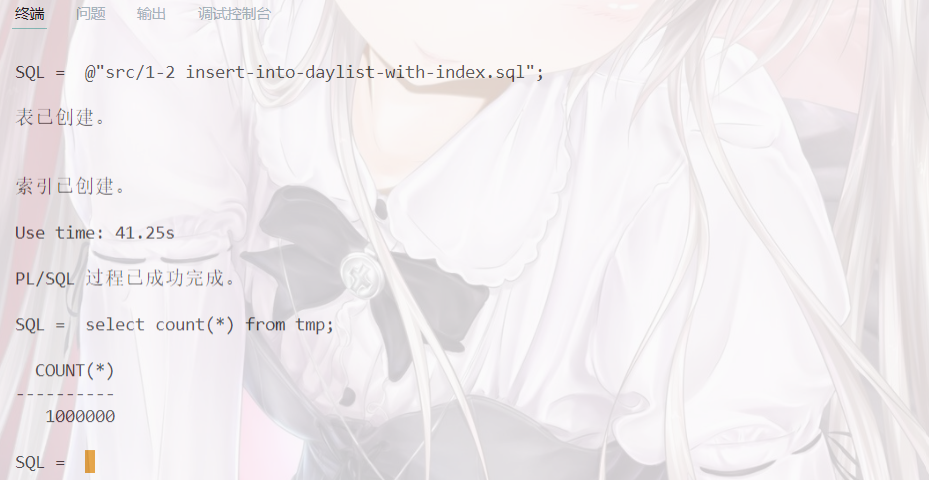 终端 问题 输出 调试控制台
SQL =  @"src/1-2 insert-into-daylist-with-index.sql";
表已创建。
索引已创建。
Use time: 41.25s
PL/SQL 过程已成功完成。
SQL =  select count(*) from tmp;
COUNT(*)
----------
1000000
SQL =